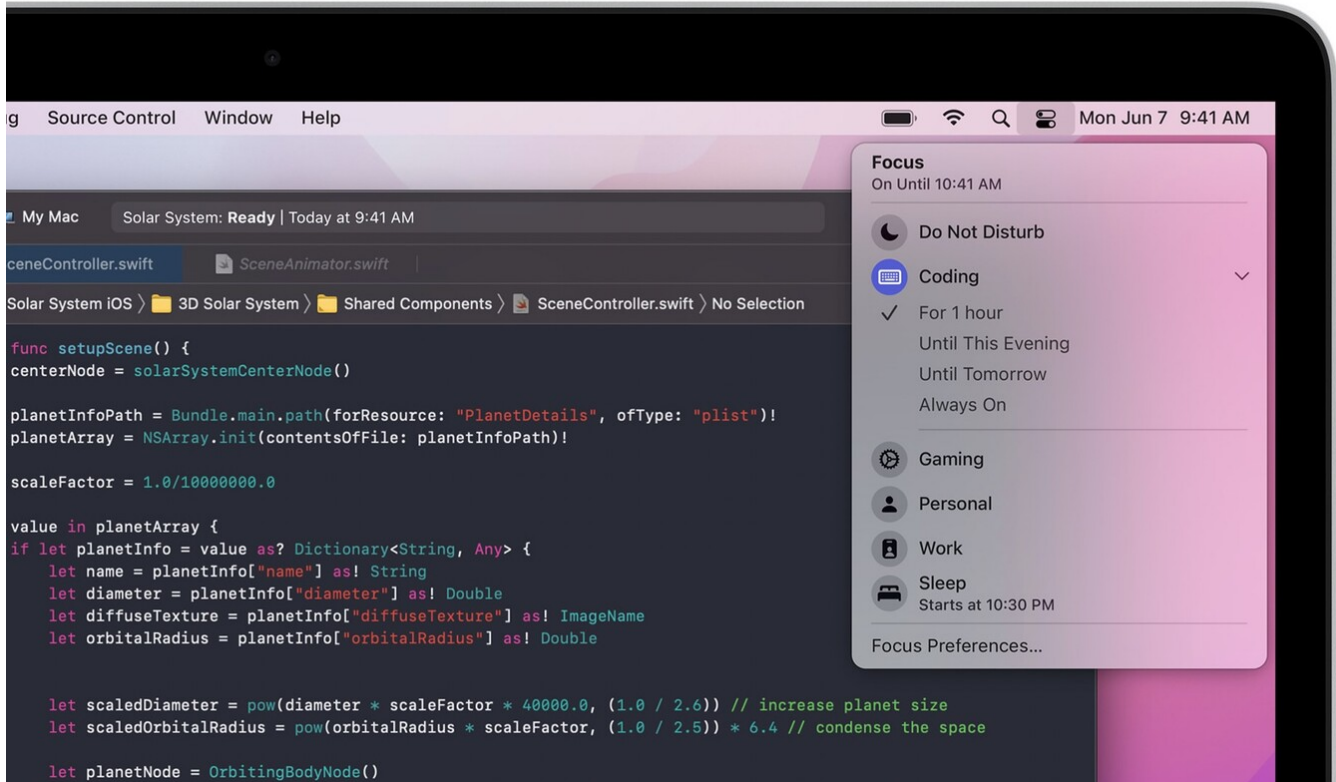 Source Control Window Help Mon Jun 7 9:41 AM
My Mac Solar System: Ready | Today at 9:41 AM
SceneAnimator.swift
Solar System iOS 〉 3D Solar System 〉 Shared Components 〉 SceneController.swift 〉 No Selection
func setupScene() {
centerNode = solarSystemCenterNode()
planetInfoPath = Bundle.main.path(forResource: "PlanetDetails", ofType: "plist")!
planetArray = NSArray.init(contentsOfFile: planetInfoPath)!
scaleFactor = 1.0/10000000.0
value in planetArray {
if let planetInfo = value as? Dictionary<String, Any> {
let name = planetInfo["name"] as! String
let diameter = planetInfo["diameter"] as! Double
let diffuseTexture = planetInfo["diffuseTexture"] as! ImageName
let orbitalRadius = planetInfo["orbitalRadius"] as! Double
let scaledDiameter = pow(diameter * scaleFactor * 40000.0, (1.0 / 2.6)) // increase planet size
let scaledOrbitalRadius = pow(orbitalRadius * scaleFactor, (1.0 / 2.5)) * 6.4 // condense the space
let planetNode = OrbitingBodyNode()
Focus
On Until 10:41 AM
Do Not Disturb
Coding
For 1 hour
Until This Evening
Until Tomorrow
Always On
Gaming
Personal
Work
Sleep
Starts at 10:30 PM
Focus Preferences...